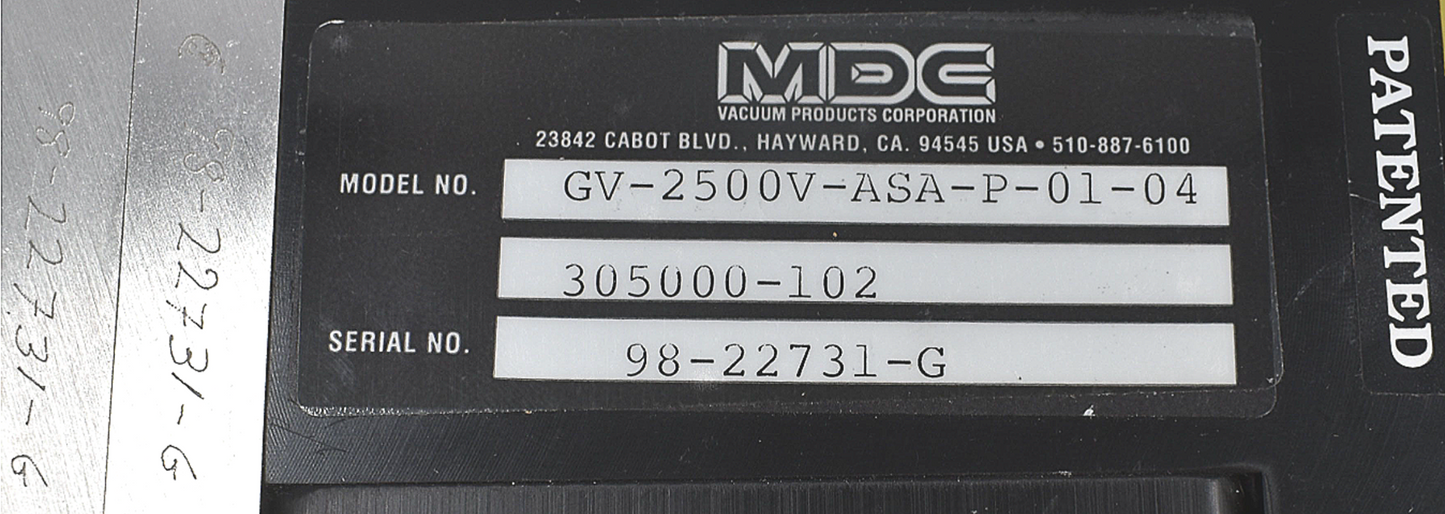 MDC
VACUUM PRODUCTS CORPORATION
23842 CABOT BLVD., HAYWARD, CA. 94545 USA • 510-887-6100
MODEL NO. GV-2500V-ASA-P-01-04
305000-102
SERIAL NO. 98-22731-G
PATENTED
98-22731-G
98-22731-G